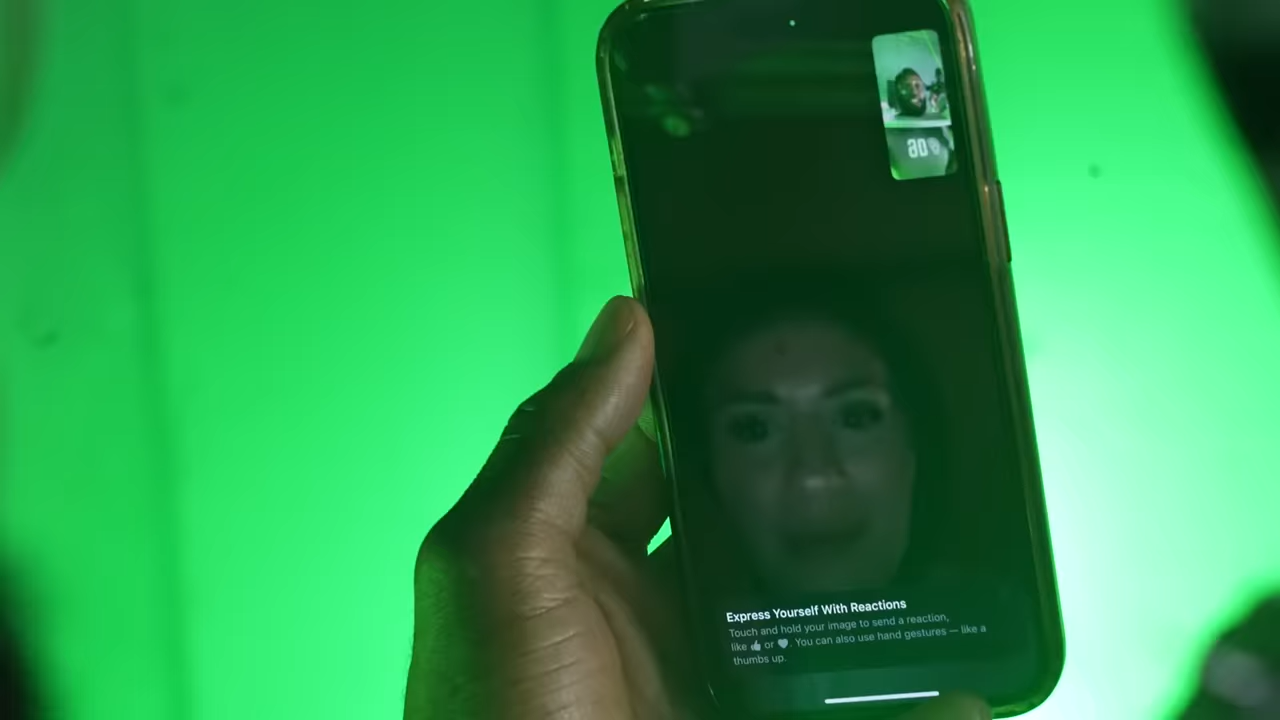 Express Yourself With Reactions
Touch and hold your image to send a reaction,
like 👍 or ♥. You can also use hand gestures — like a
thumbs up.